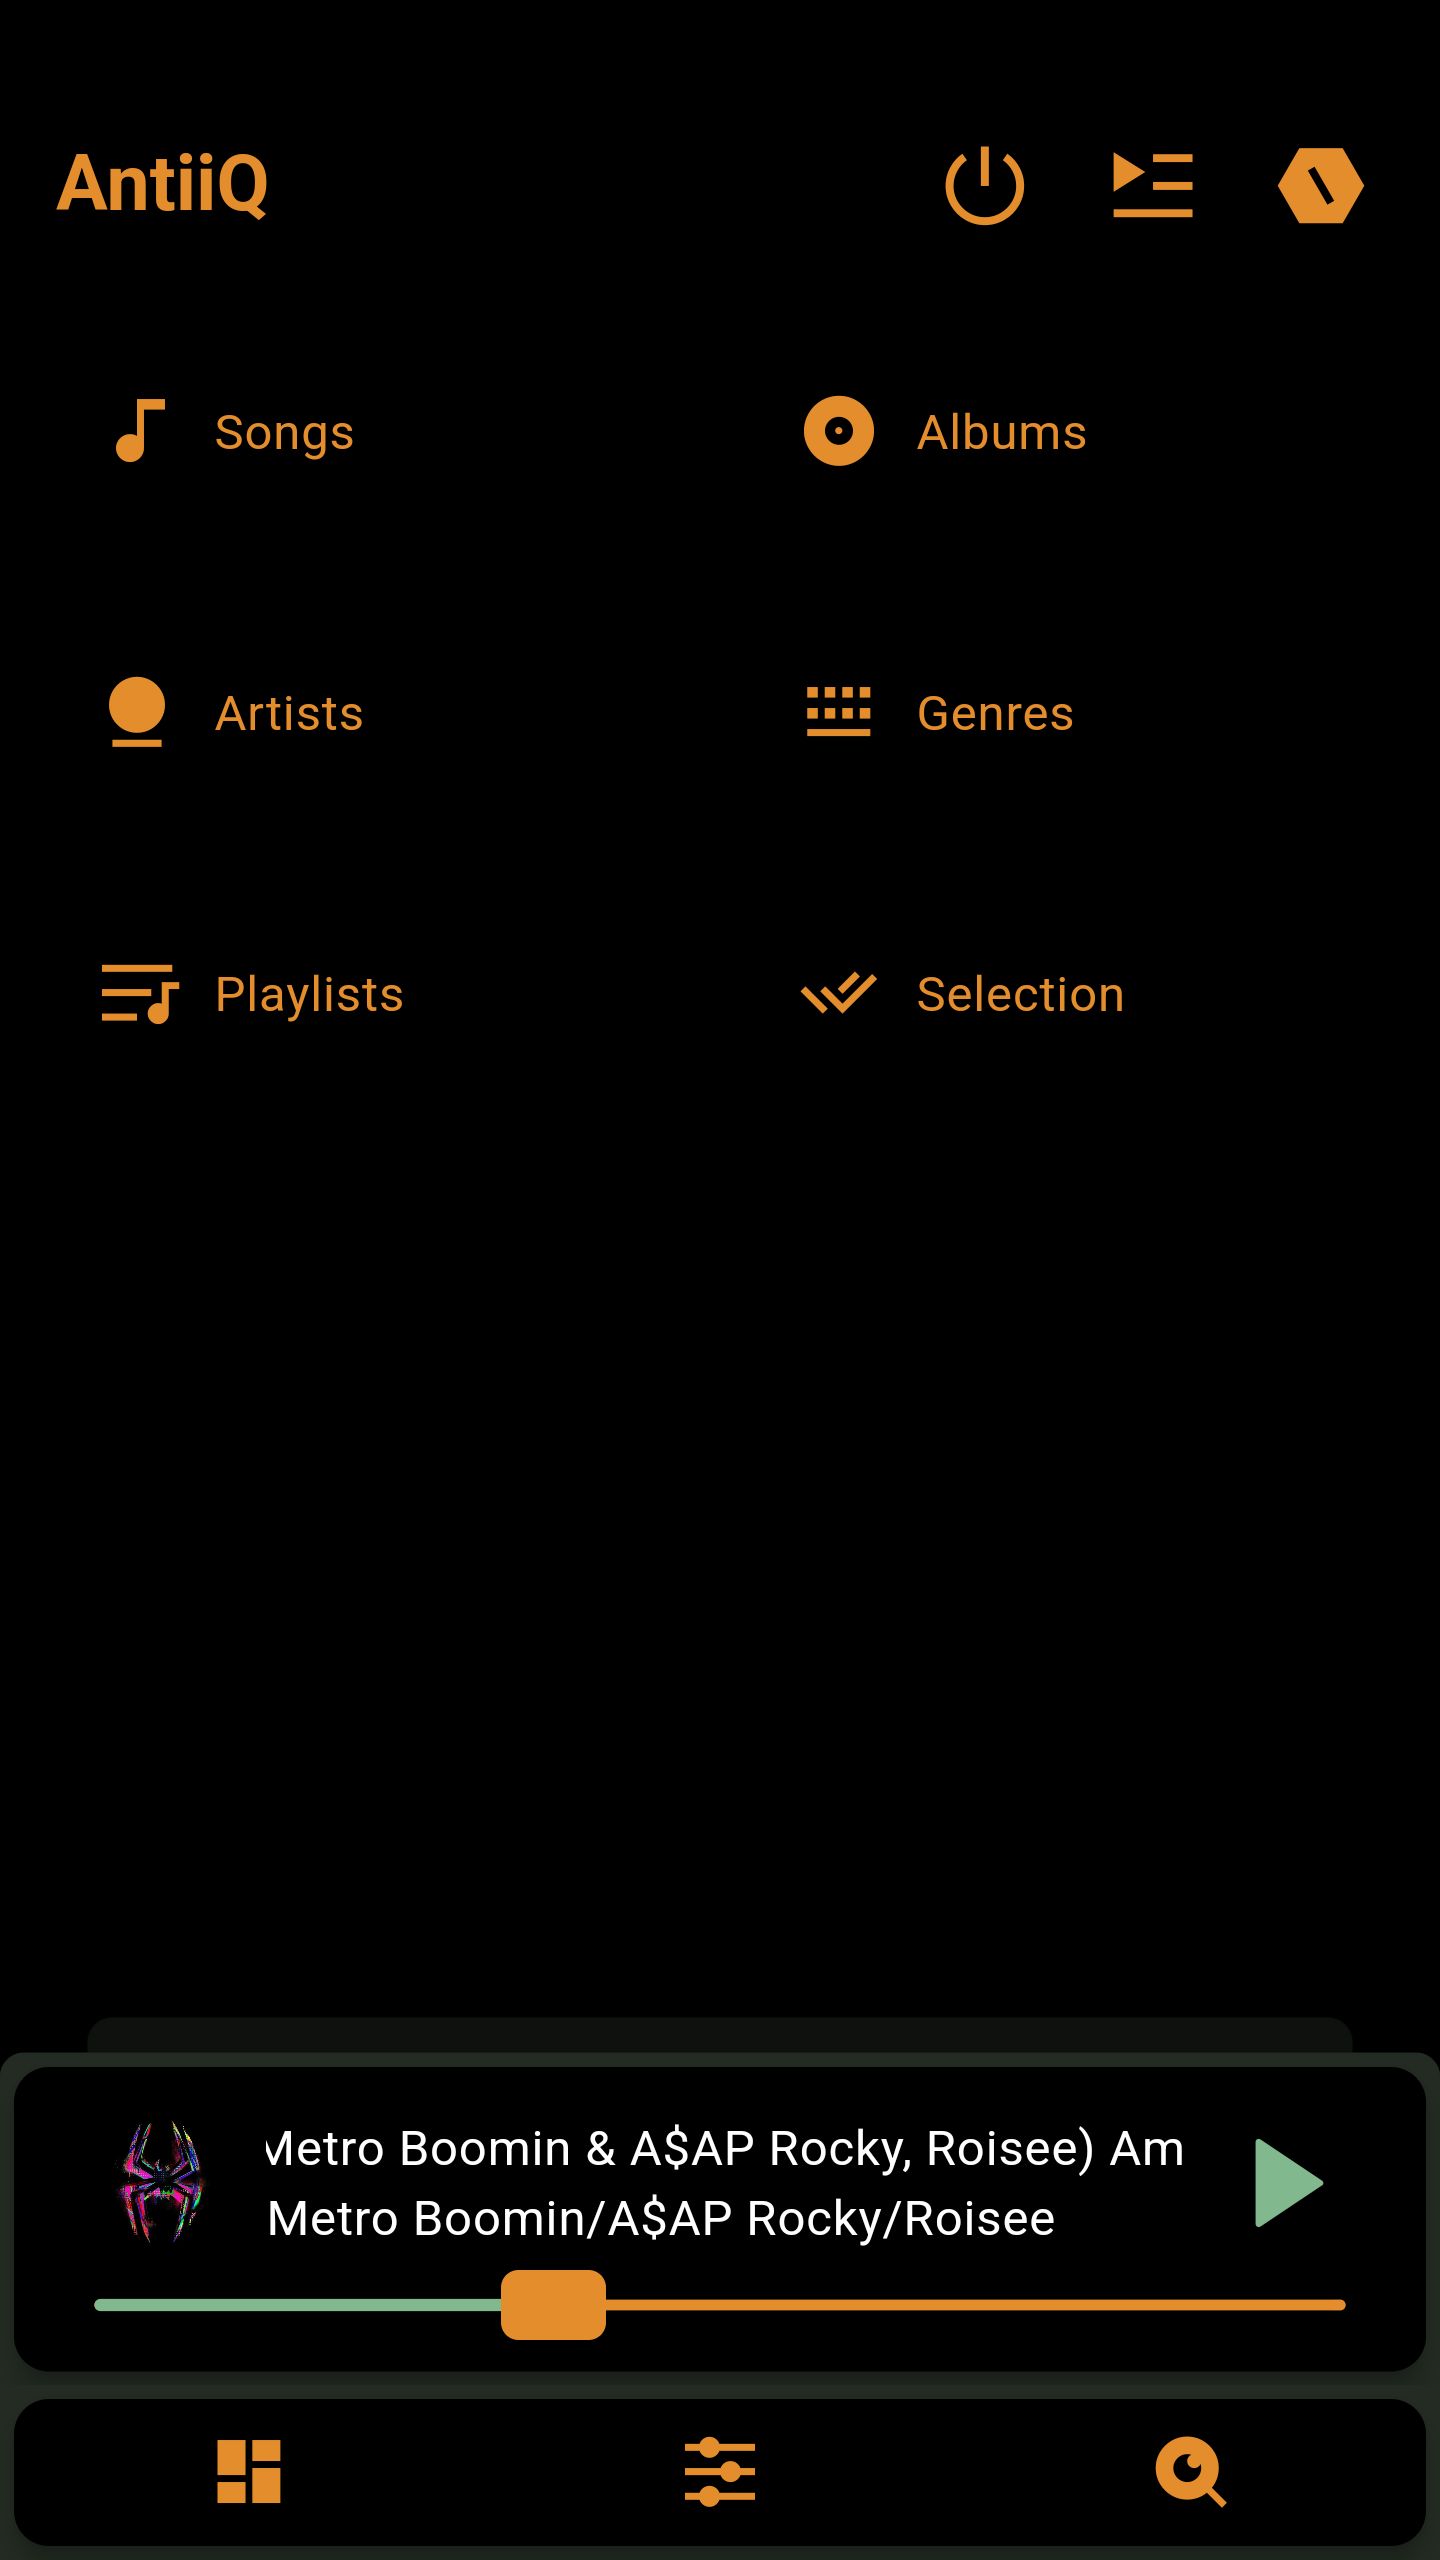 AntiiQ
Songs
Albums
Artists
Genres
Playlists
Selection
Metro Boomin & A$AP Rocky, Roisee) Am
Metro Boomin/A$AP Rocky/Roisee